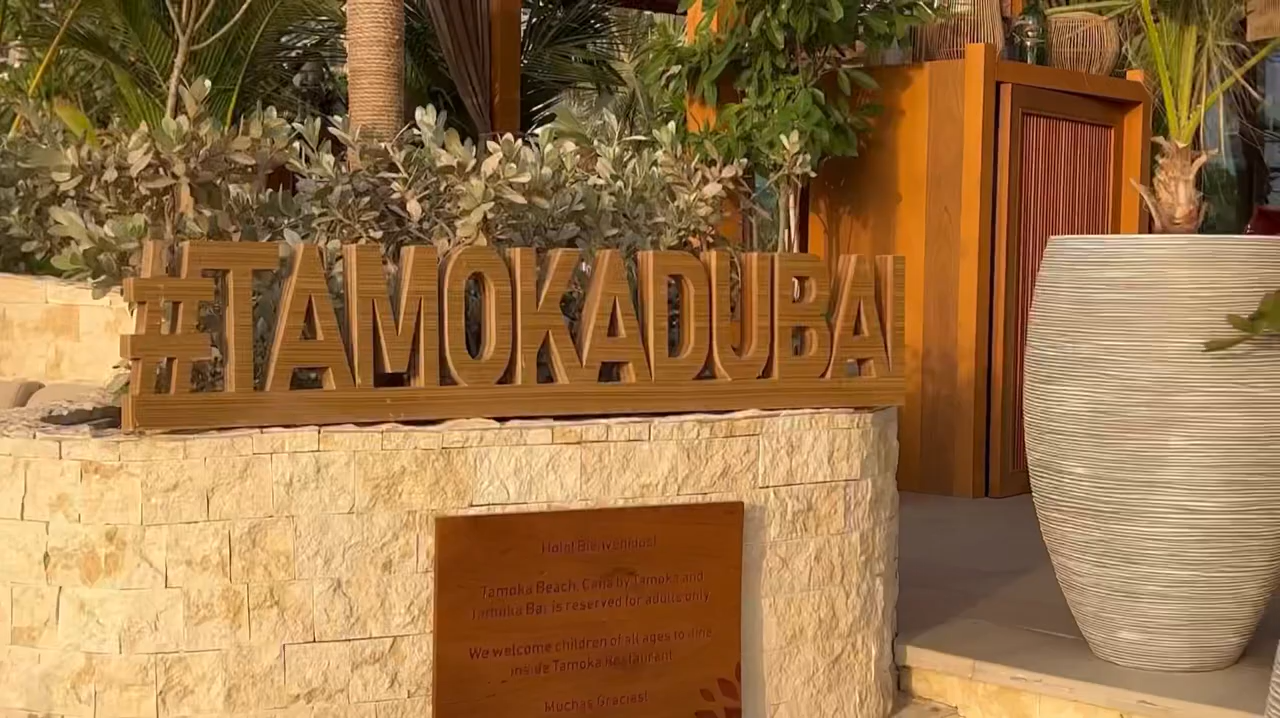 #TAMOKADUBAI
Hola! Bienvenidos!
Tamoka Beach, Caña by Tamoka and
Tamoka Bar is reserved for adults only
We welcome children of all ages to dine
inside Tamoka Restaurant
Muchas Gracias!